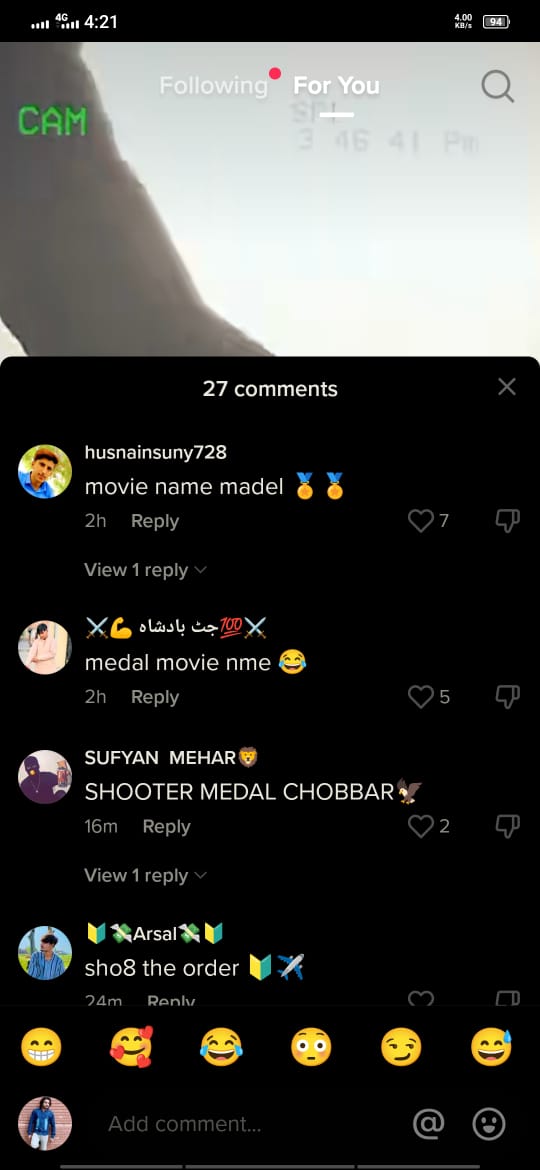 4G 4:21 4.00 KB/s 94
Following For You
CAM
SP
3 46 41 Pm
27 comments
husnainsuny728
movie name madel 🏅🏅
2h Reply 7
View 1 reply
⚔️💪 جٹ بادشاہ💯⚔️
medal movie nme 😂
2h Reply 5
SUFYAN MEHAR🦁
SHOOTER MEDAL CHOBBAR🦅
16m Reply 2
View 1 reply
🔰💸Arsal💸🔰
sho8 the order 🔰✈️
24m Reply
Add comment...